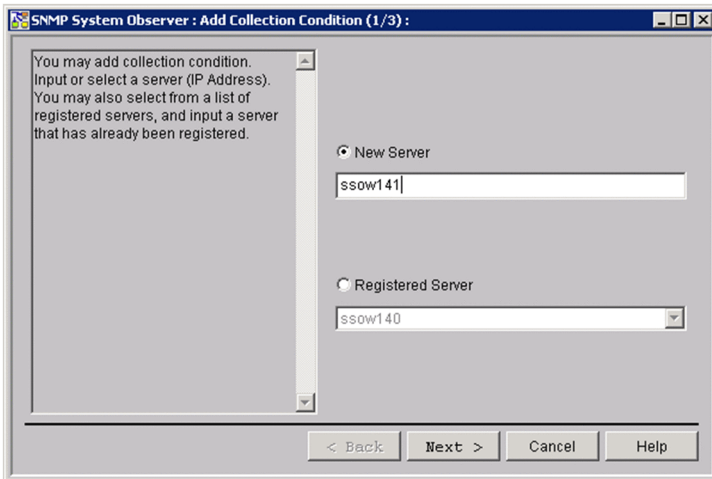 SNMP System Observer : Add Collection Condition (1/3) :
You may add collection condition.
Input or select a server (IP Address).
You may also select from a list of
registered servers, and input a server
that has already been registered.
New Server
ssow141
Registered Server
ssow140
< Back
Next >
Cancel
Help